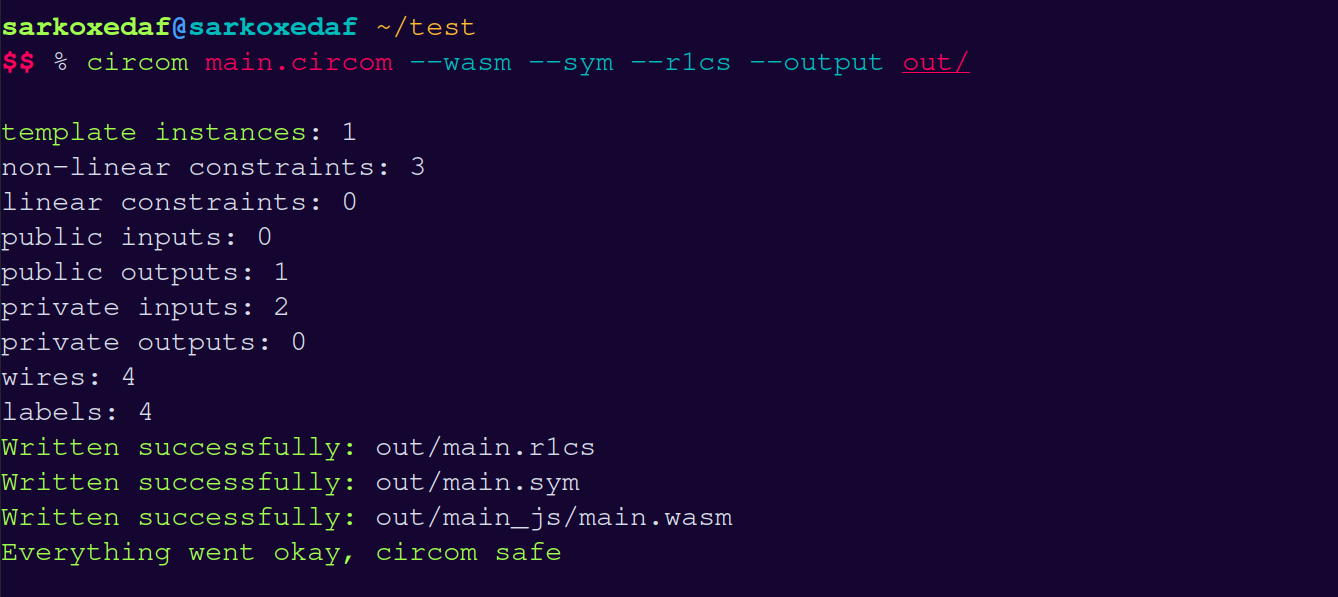 sarkoxedaf@sarkoxedaf ~/test
$$ % circom main.circom --wasm --sym --r1cs --output out/
template instances: 1
non-linear constraints: 3
linear constraints: 0
public inputs: 0
public outputs: 1
private inputs: 2
private outputs: 0
wires: 4
labels: 4
Written successfully: out/main.r1cs
Written successfully: out/main.sym
Written successfully: out/main_js/main.wasm
Everything went okay, circom safe